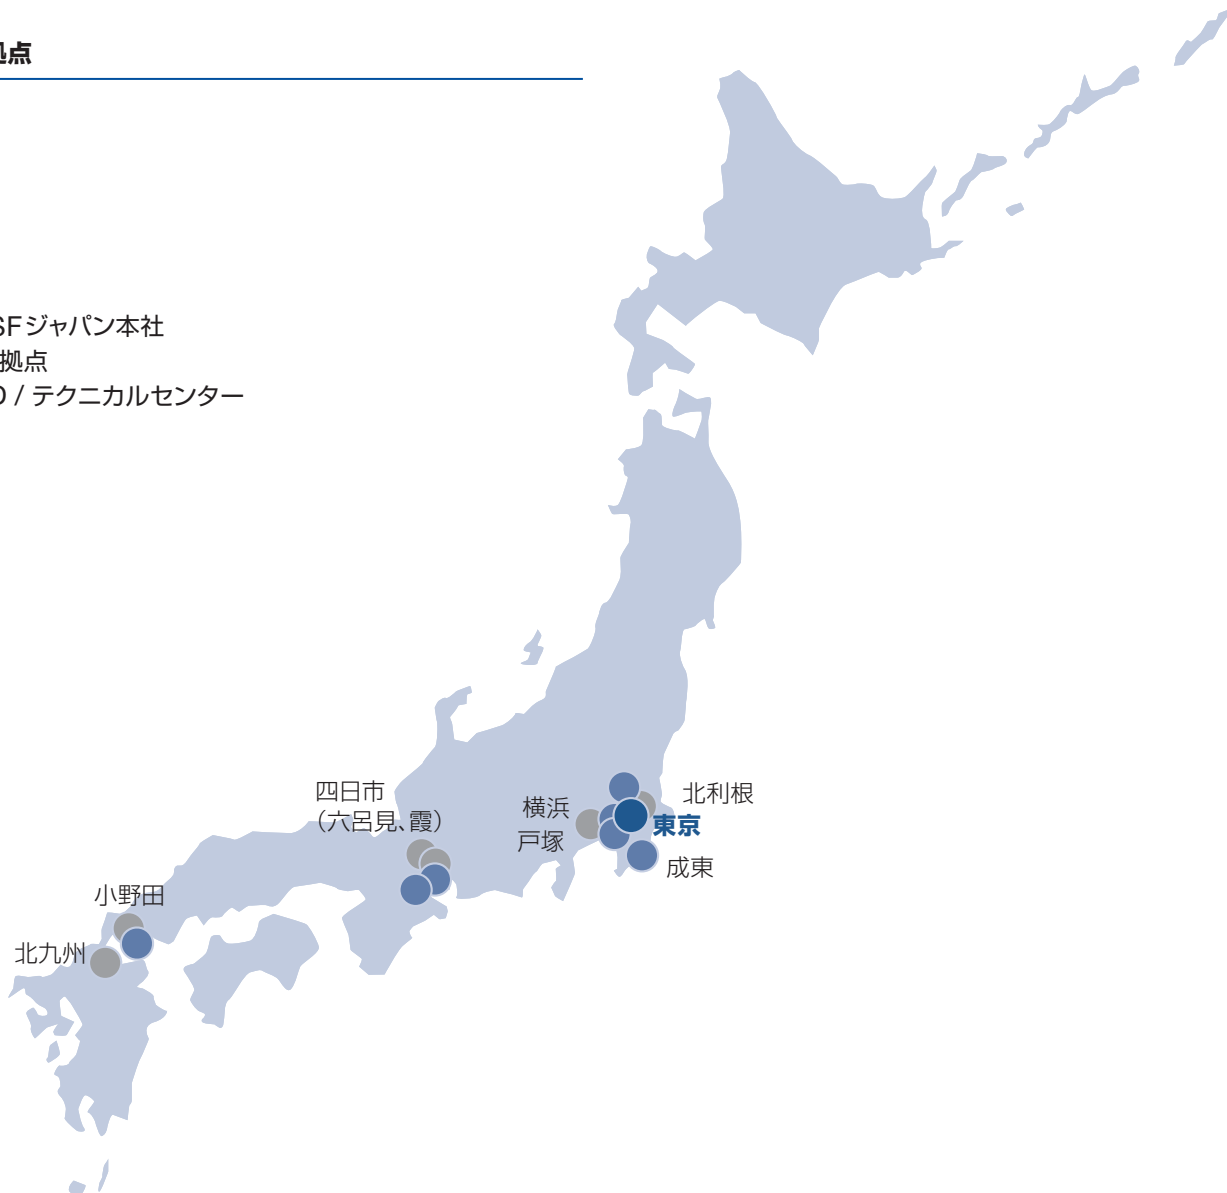 拠点
SFジャパン本社
拠点
D / テクニカルセンター
四日市
（六呂見、霞）
横浜
戸塚
北利根
東京
成東
小野田
北九州